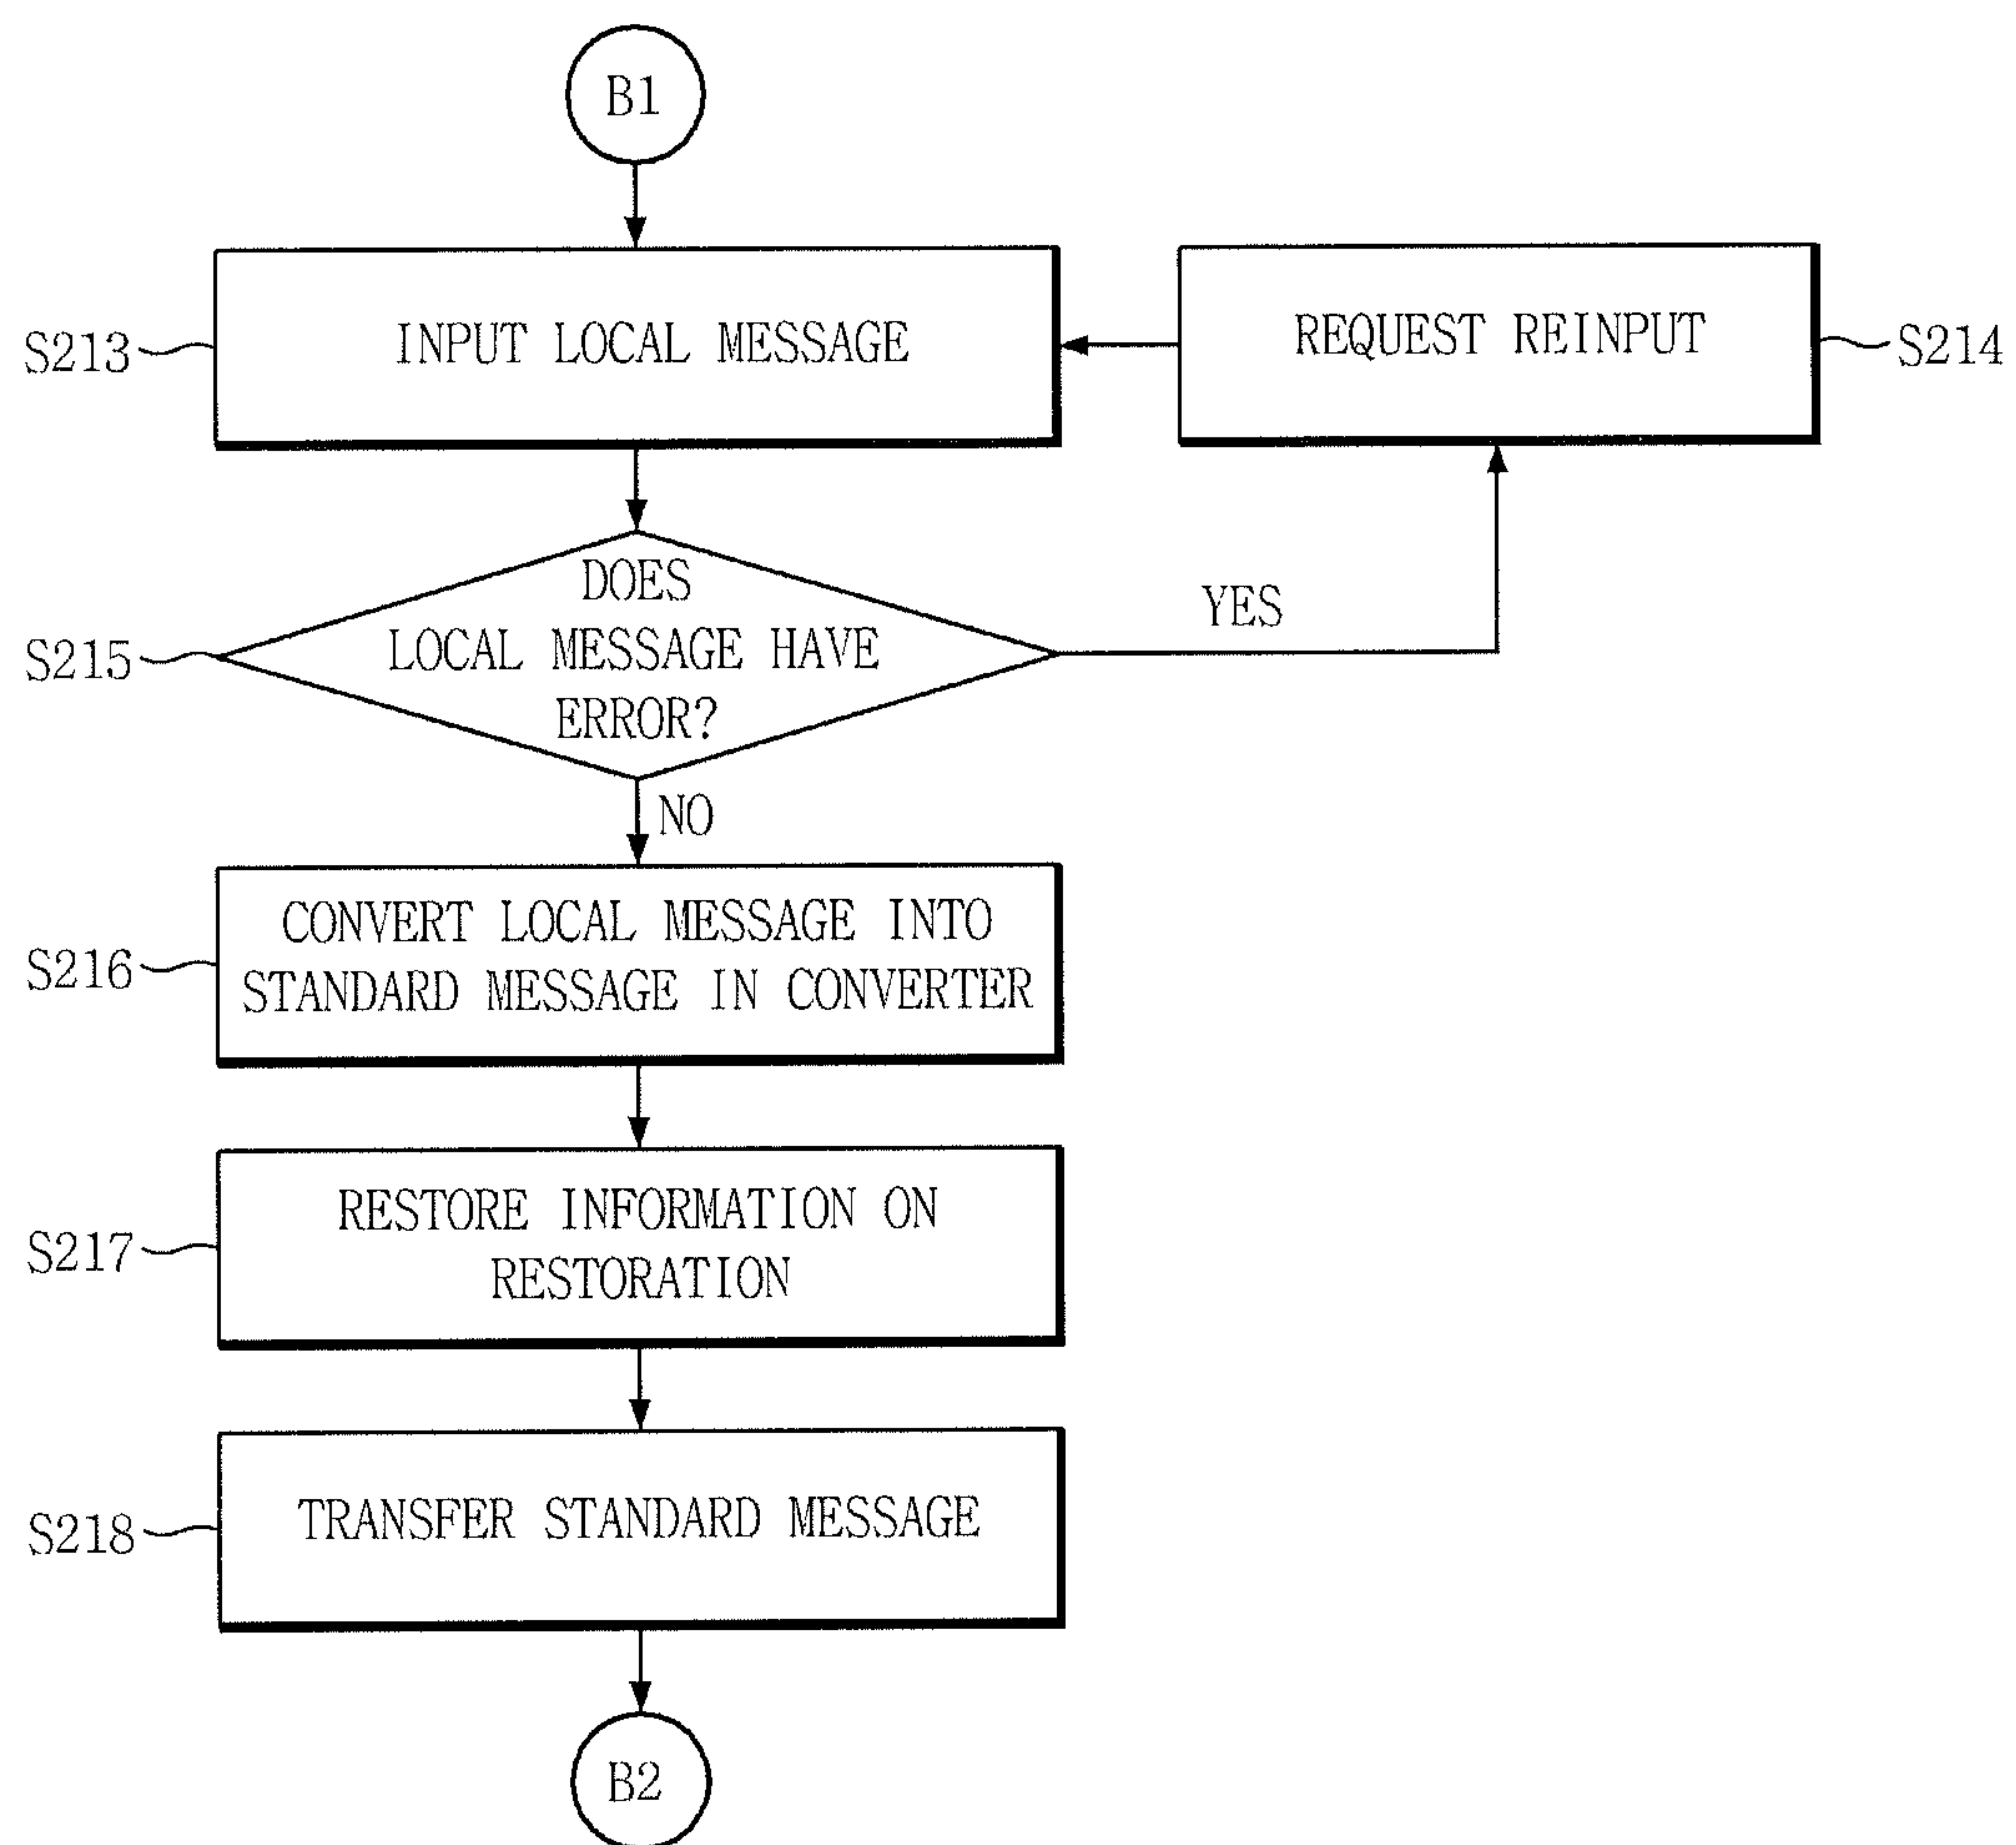 B1
S213
INPUT LOCAL MESSAGE
REQUEST REINPUT
S214
S215
DOES
LOCAL MESSAGE HAVE
ERROR?
YES
NO
S216
CONVERT LOCAL MESSAGE INTO
STANDARD MESSAGE IN CONVERTER
S217
RESTORE INFORMATION ON
RESTORATION
S218
TRANSFER STANDARD MESSAGE
B2